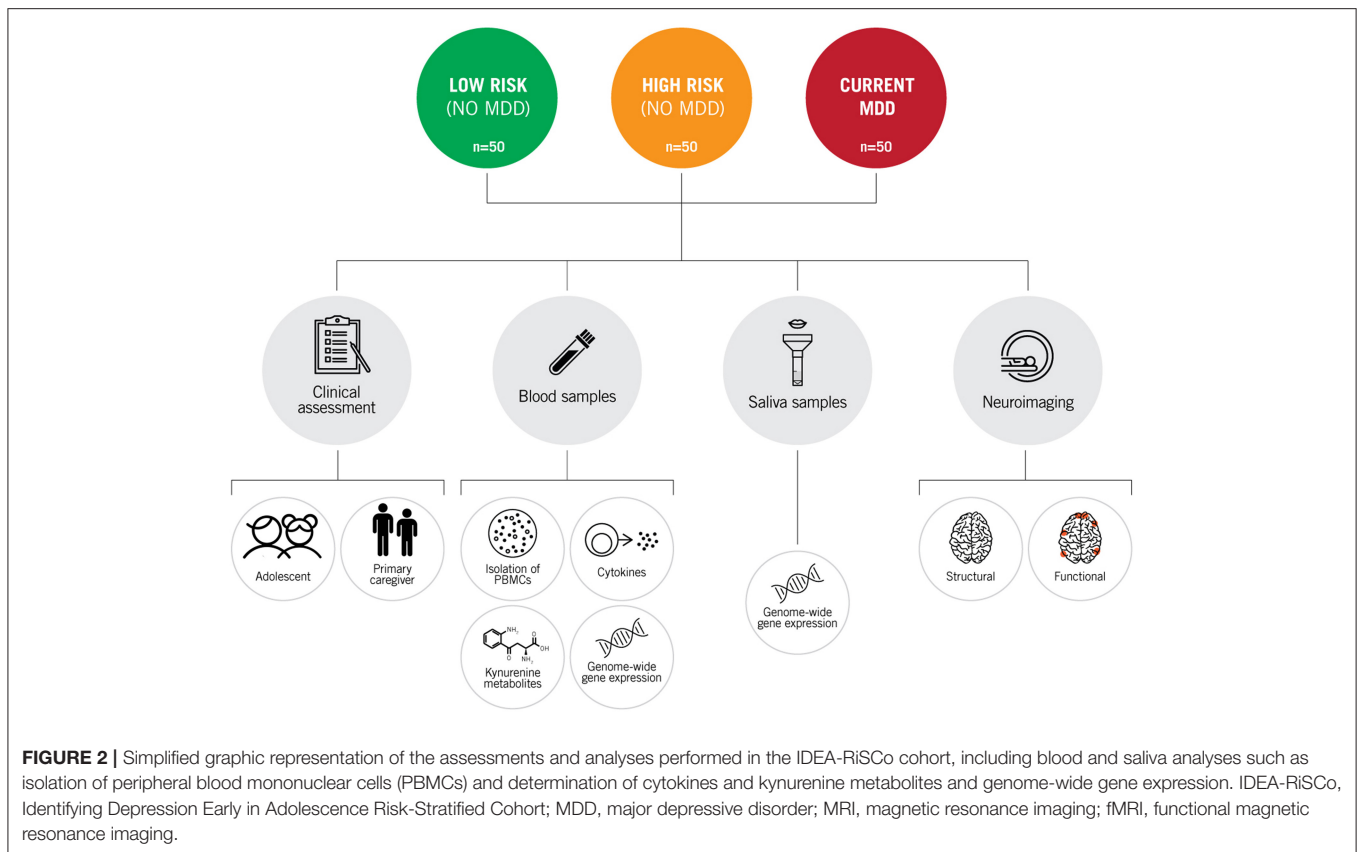 LOW RISK
(NO MDD)
n=50
HIGH RISK
(NO MDD)
n=50
CURRENT
MDD
n=50
Clinical
assessment
Blood samples
Saliva samples
Neuroimaging
Adolescent
Primary
caregiver
Isolation of
PBMCs
Cytokines
NH2
O
O
OH
NH2
Kynurenine
metabolites
Genome-wide
gene expression
Genome-wide
gene expression
Structural
Functional
FIGURE 2 | Simplified graphic representation of the assessments and analyses performed in the IDEA-RiSCo cohort, including blood and saliva analyses such as
isolation of peripheral blood mononuclear cells (PBMCs) and determination of cytokines and kynurenine metabolites and genome-wide gene expression. IDEA-RiSCo,
Identifying Depression Early in Adolescence Risk-Stratified Cohort; MDD, major depressive disorder; MRI, magnetic resonance imaging; fMRI, functional magnetic
resonance imaging.